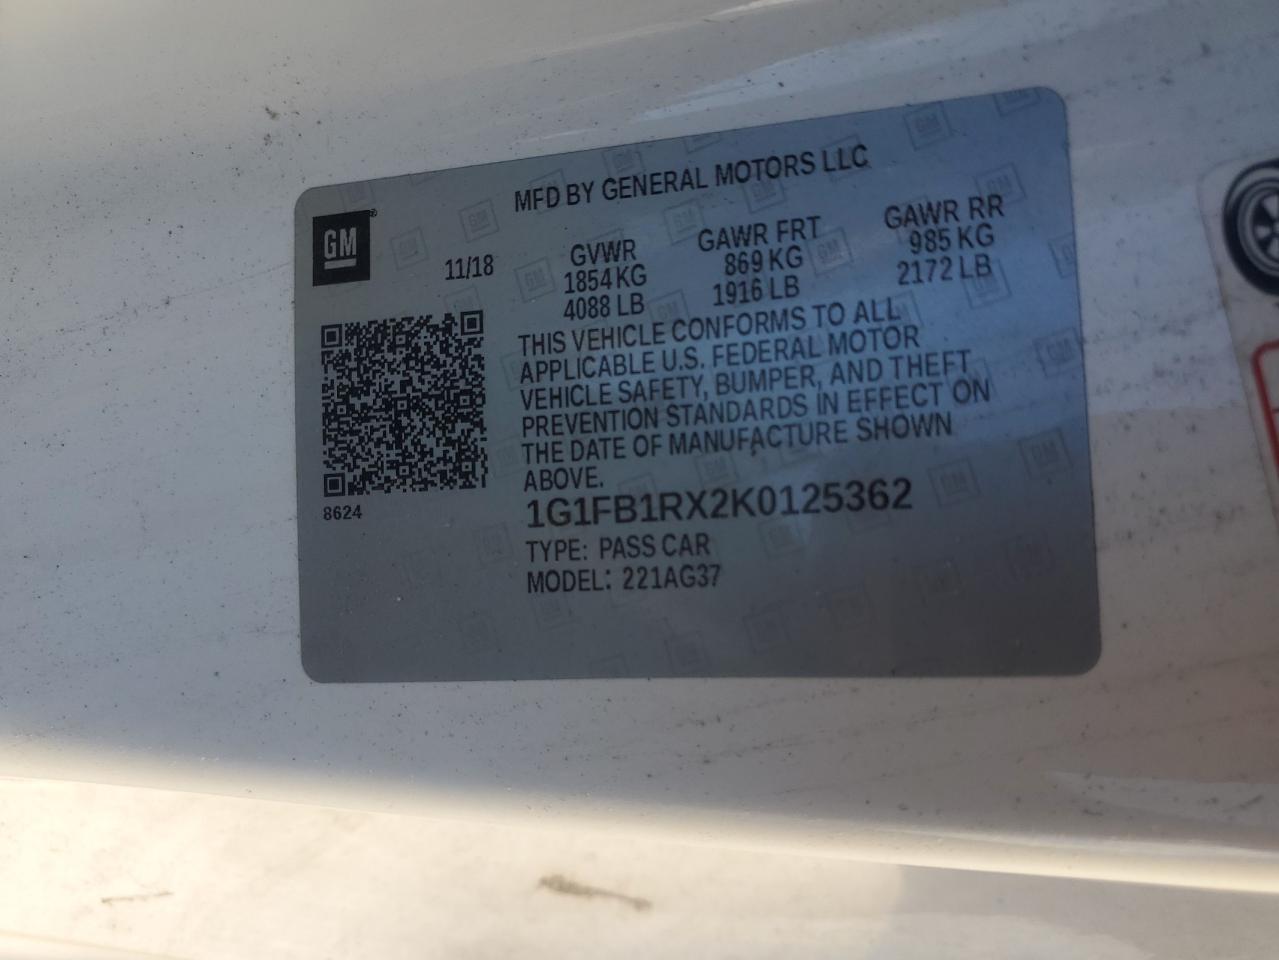 MFD BY GENERAL MOTORS LLC
GM®
11/18
GVWR
1854 KG
4088 LB
GAWR FRT
869 KG
1916 LB
GAWR RR
985 KG
2172 LB
THIS VEHICLE CONFORMS TO ALL
APPLICABLE U.S. FEDERAL MOTOR
VEHICLE SAFETY, BUMPER, AND THEFT
PREVENTION STANDARDS IN EFFECT ON
THE DATE OF MANUFACTURE SHOWN
ABOVE.
8624
1G1FB1RX2K0125362
TYPE: PASS CAR
MODEL: 221AG37